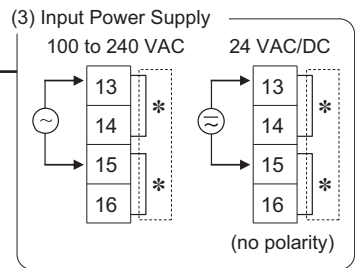 (3) Input Power Supply
100 to 240 VAC 24 VAC/DC
13 13
14 * 14 *
15 15
16 * 16 *
(no polarity)